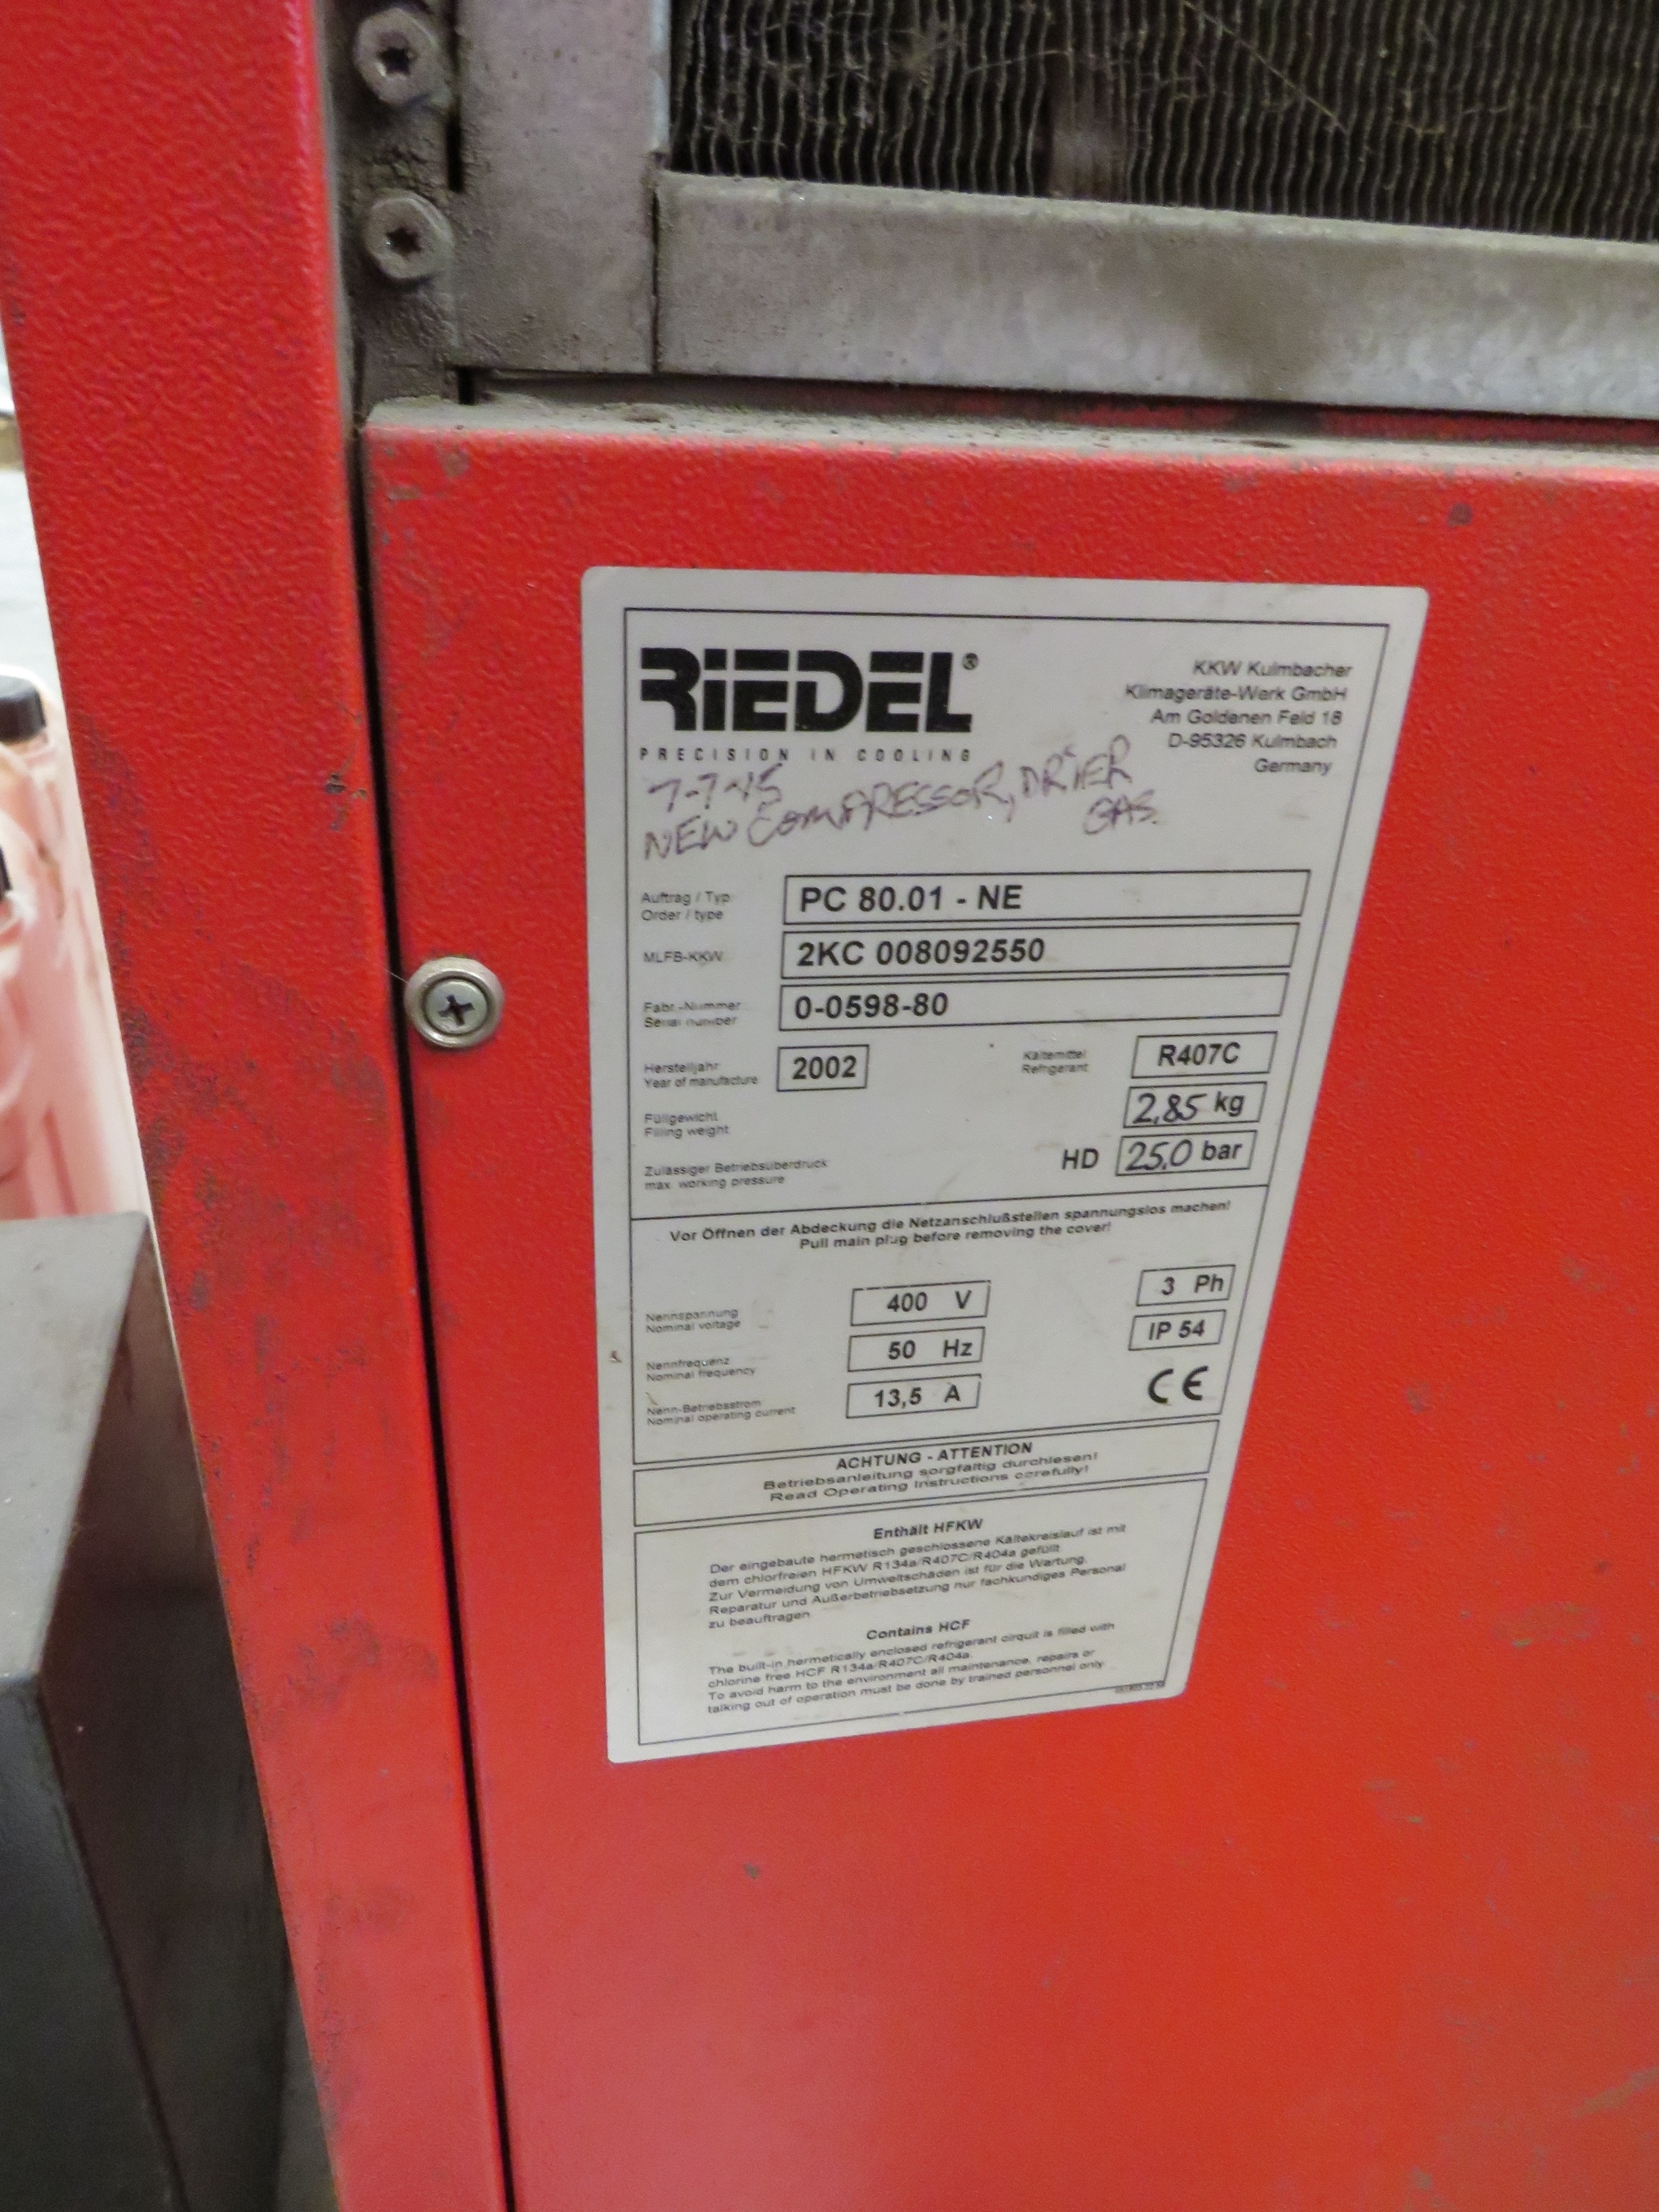 RiEDEL®
PRECISION IN COOLING
KKW Kulmbacher
Klimageräte-Werk GmbH
Am Goldenen Feld 18
D-95326 Kulmbach
Germany
7-7-15
NEW COMPRESSOR, DRIER
GAS
Auftrag / Typ
Order / type
PC 80.01 - NE
MLFB-KKW
2KC 008092550
Fabr.-Nummer
Serial number
0-0598-80
Herstelljahr
Year of manufacture
2002
Kältemittel
Refrigerant
R407C
Füllgewicht
Filling weight
2,85 kg
Zulässiger Betriebsüberdruck
max. working pressure
HD 25,0 bar
Vor Öffnen der Abdeckung die Netzanschlußstellen spannungslos machen!
Pull main plug before removing the cover!
Nennspannung
Nominal voltage
400 V
3 Ph
Nennfrequenz
Nominal frequency
50 Hz
IP 54
Nenn-Betriebsstrom
Nominal operating current
13,5 A
CE
ACHTUNG - ATTENTION
Betriebsanleitung sorgfältig durchlesen!
Read Operating Instructions carefully!
Enthält HFKW
Der eingebaute hermetisch geschlossene Kältekreislauf ist mit
dem chlorfreien HFKW R134a/R407C/R404a gefüllt.
Zur Vermeidung von Umweltschäden ist für die Wartung,
Reparatur und Außerbetriebsetzung nur fachkundiges Personal
zu beauftragen
Contains HCF
The built-in hermetically enclosed refrigerant cirquit is filled with
chlorine free HCF R134a/R407C/R404a.
To avoid harm to the environment all maintenance, repairs or
talking out of operation must be done by trained personnel only